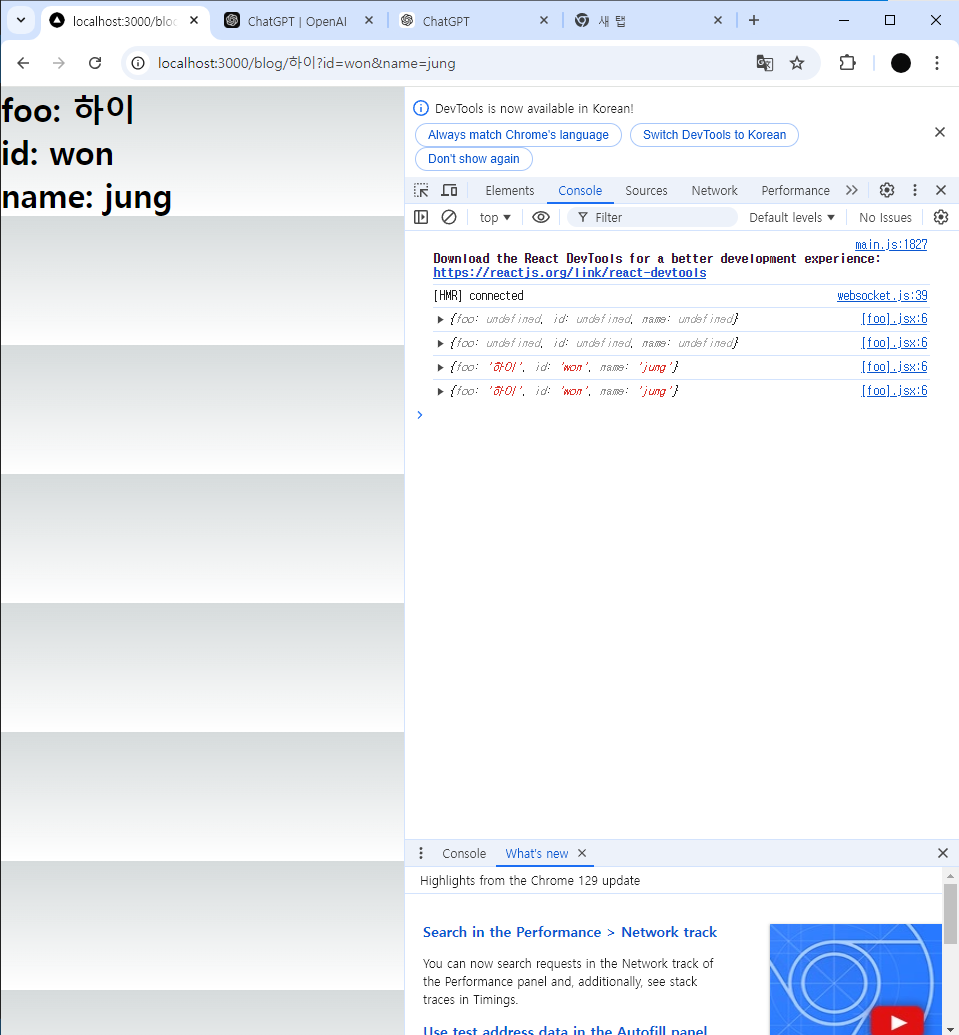 localhost:3000/bloc
ChatGPT | OpenAI
ChatGPT
새 탭
localhost:3000/blog/하이?id=won&name=jung
foo: 하이
id: won
name: jung
DevTools is now available in Korean!
Always match Chrome's language
Switch DevTools to Korean
Don't show again
Elements
Console
Sources
Network
Performance
top
Filter
Default levels
No Issues
main.js:1827
Download the React DevTools for a better development experience:
https://reactjs.org/link/react-devtools
[HMR] connected
websocket.js:39
{foo: undefined, id: undefined, name: undefined}
[foo].jsx:6
{foo: undefined, id: undefined, name: undefined}
[foo].jsx:6
{foo: '하이', id: 'won', name: 'jung'}
[foo].jsx:6
{foo: '하이', id: 'won', name: 'jung'}
[foo].jsx:6
Console
What's new
Highlights from the Chrome 129 update
Search in the Performance > Network track
You can now search requests in the Network track of
the Performance panel and, additionally, see stack
traces in Timings.
Use test address data in the Autofill panel